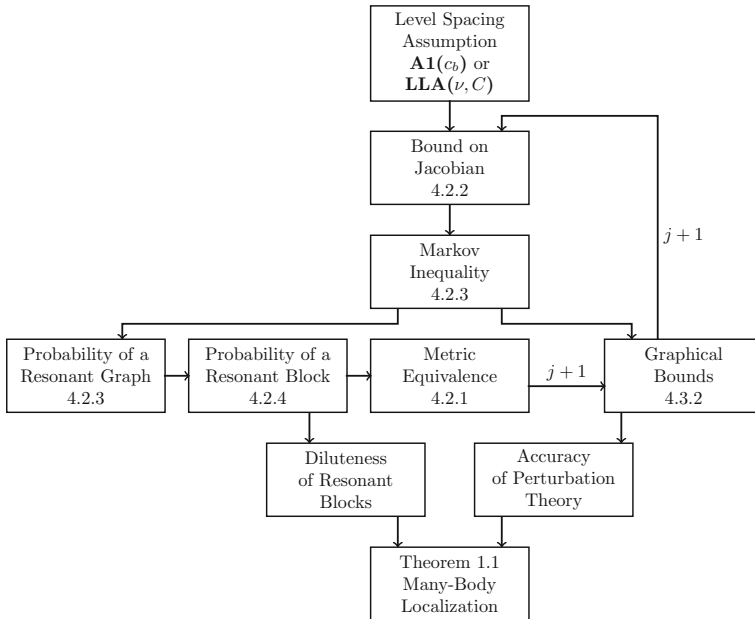 Level Spacing
Assumption
A1(c_b) or
LLA(ν, C)
Bound on
Jacobian
4.2.2
j + 1
Markov
Inequality
4.2.3
Probability of a
Resonant Graph
4.2.3
Probability of a
Resonant Block
4.2.4
Metric
Equivalence
4.2.1
j + 1
Graphical
Bounds
4.3.2
Diluteness
of Resonant
Blocks
Accuracy
of Perturbation
Theory
Theorem 1.1
Many-Body
Localization